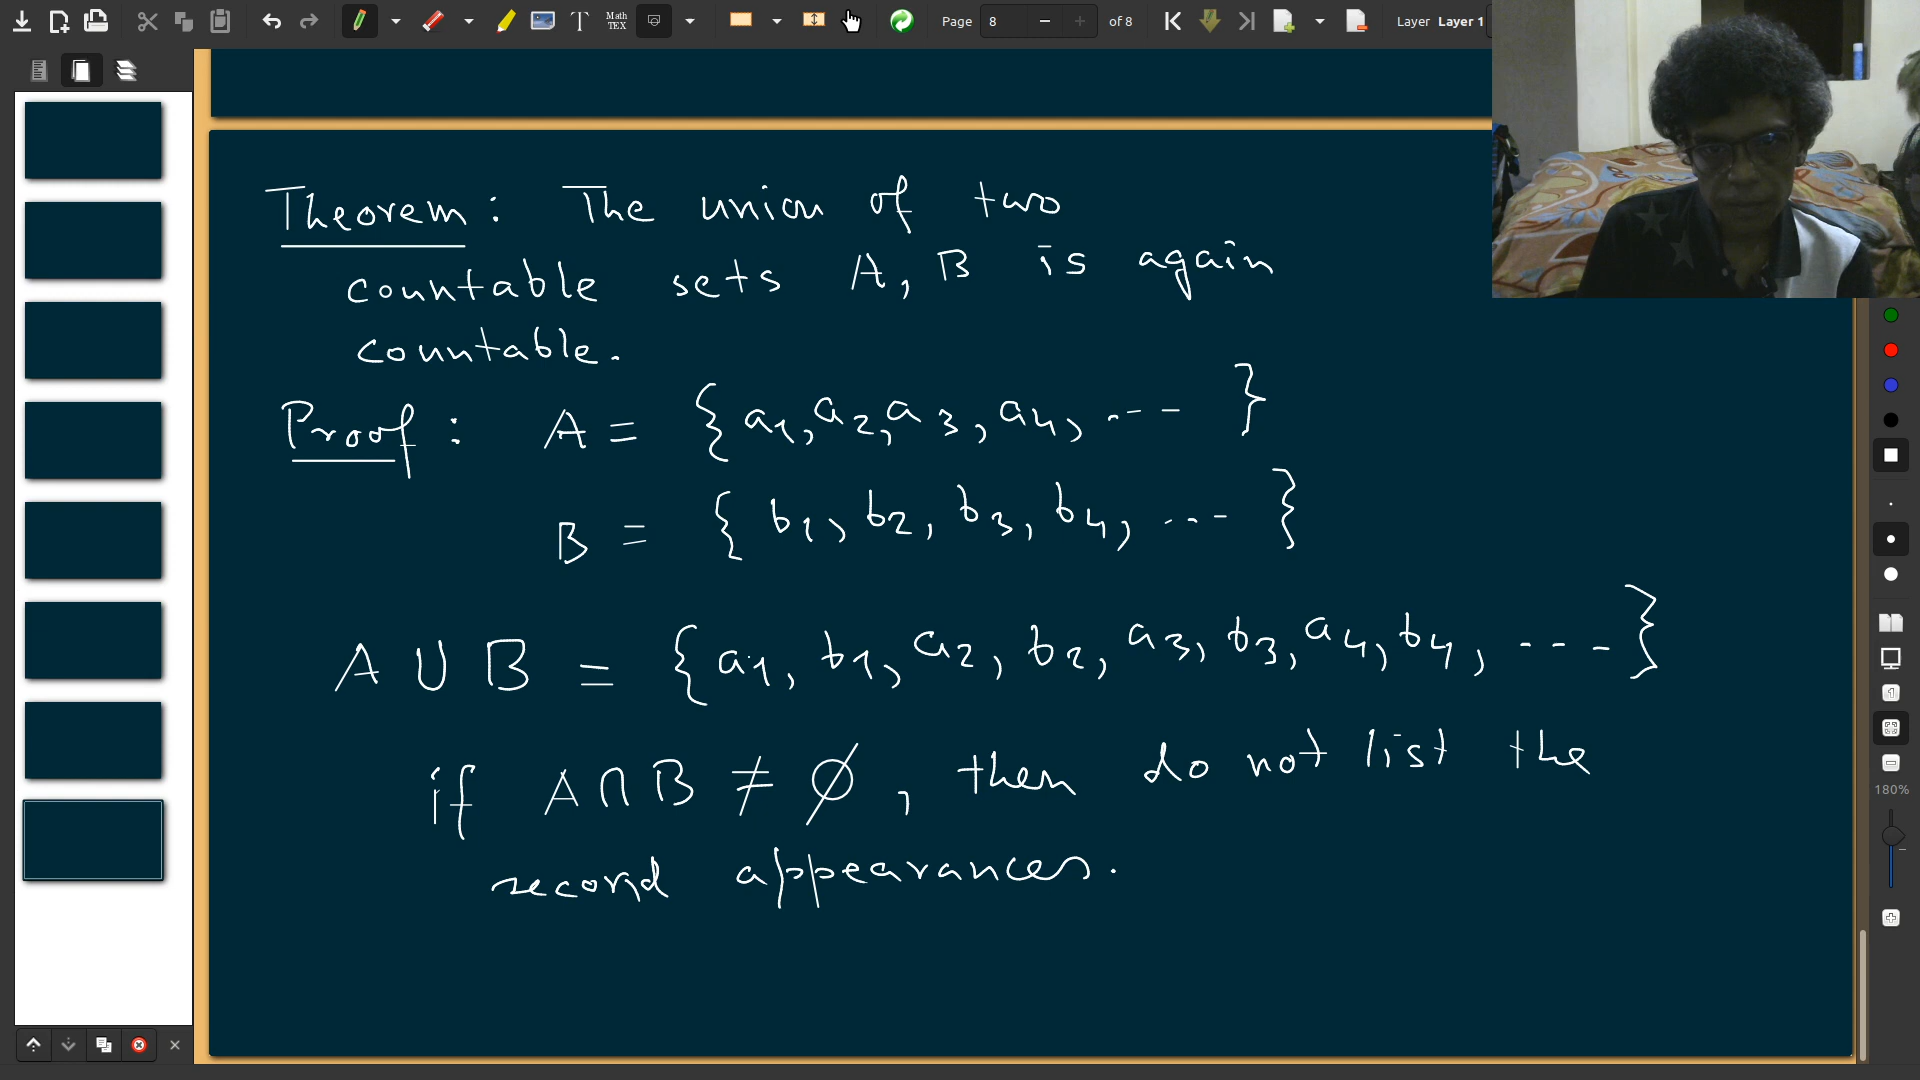 Page 8 of 8 Layer Layer 1
T Math TEX
Theorem: The union of two
countable sets A, B is again
countable.
Proof: A = {a1, a2, a3, a4, --- }
B = {b1, b2, b3, b4, --- }
A ∪ B = {a1, b1, a2, b2, a3, b3, a4, b4, ---- }
if A∩B ≠ ∅, then do not list the
second appearances.
180%